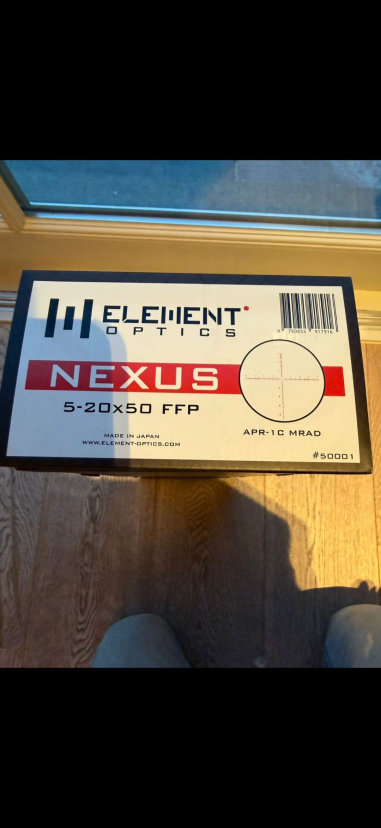 ELEMENT
OPTICS
NEXUS
5-20x50 FFP
MADE IN JAPAN
WWW.ELEMENT-OPTICS.COM
APR-1C MRAD
#50001